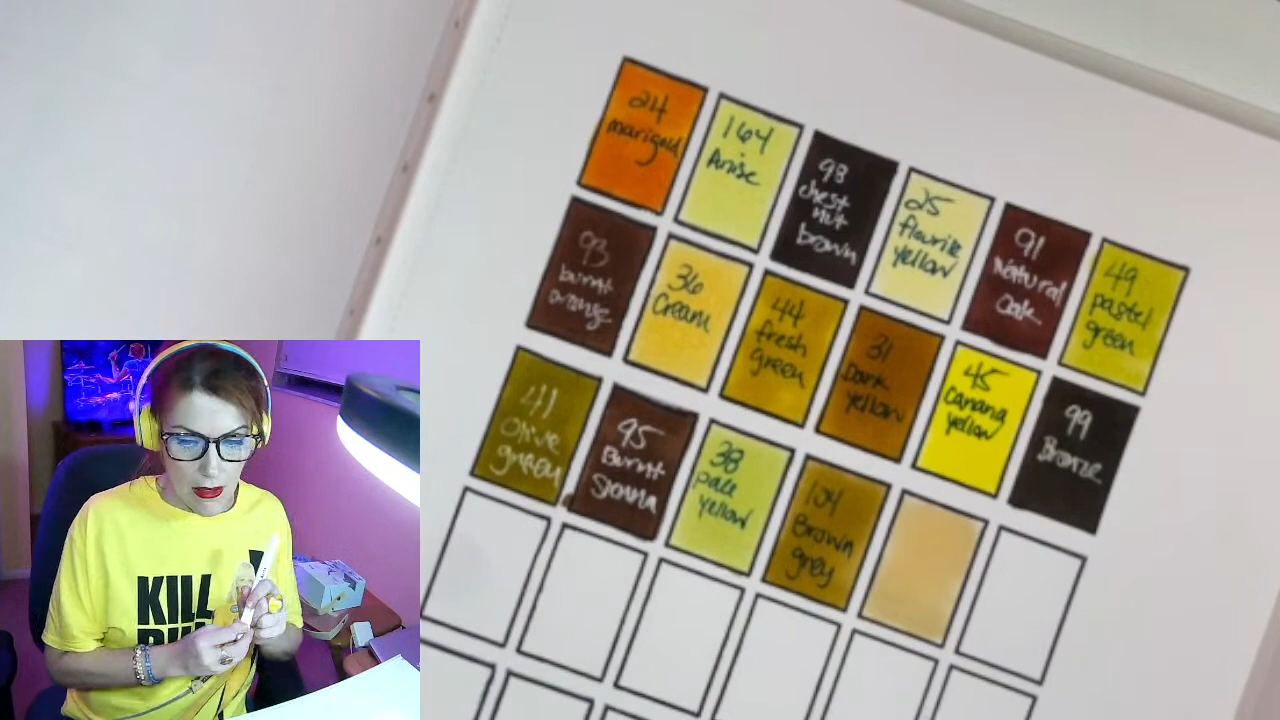 24
marigold
164
Anise
98
chest
nut
brown
25
flourite
yellow
91
Natural
Oak
49
pastel
green
93
burnt
orange
36
Cream
44
fresh
green
31
Dark
yellow
45
Canary
yellow
99
Bronze
41
Olive
green
95
Burnt
Sienna
38
pale
yellow
104
Brown
grey
KILL